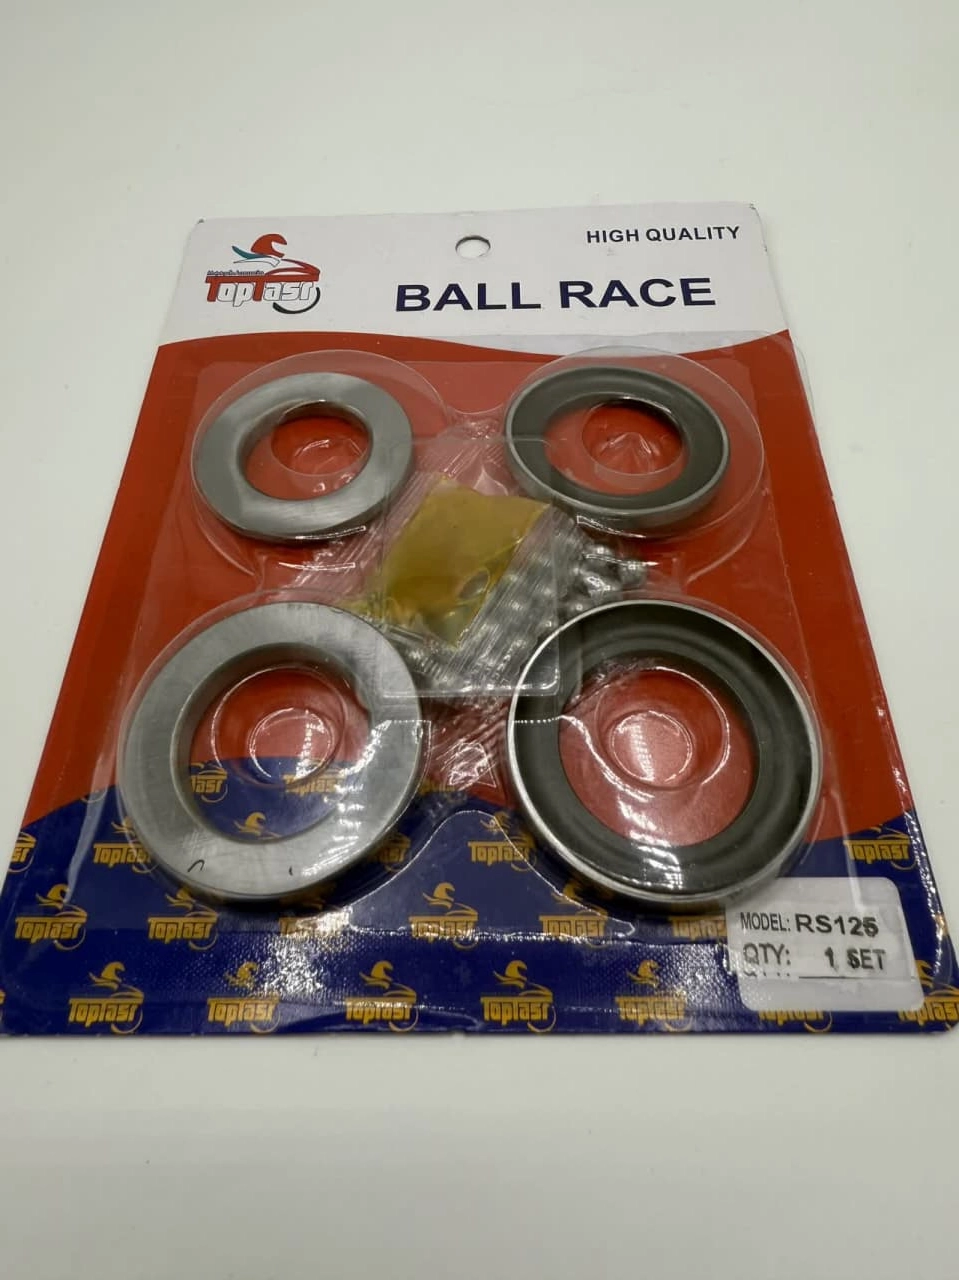 HIGH QUALITY
TopTasr
BALL RACE
MODEL: RS125
QTY: 1 SET